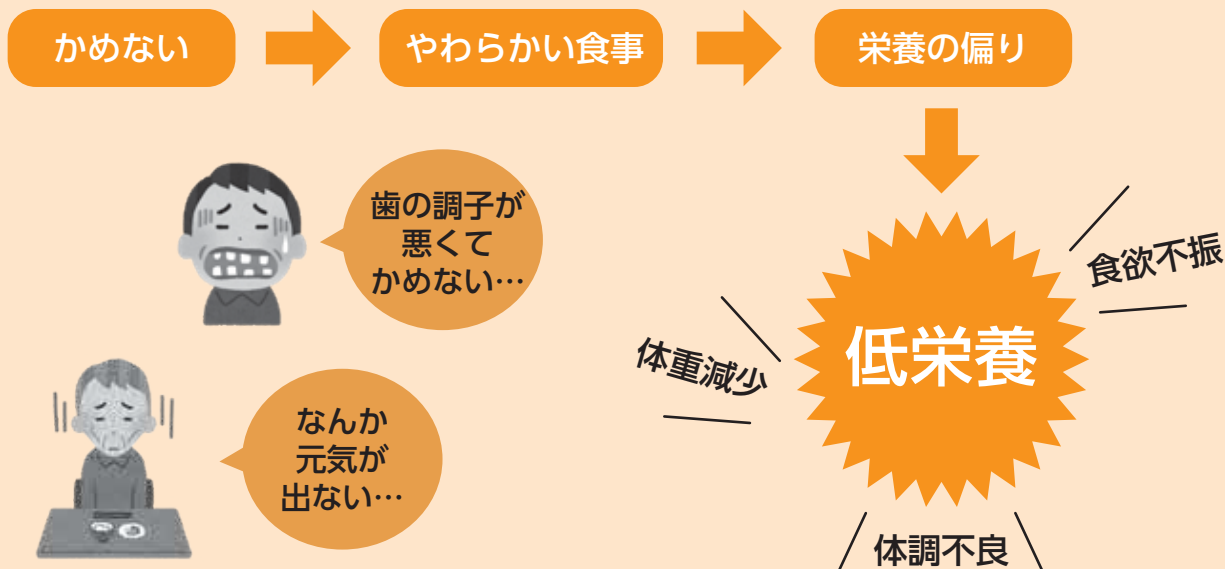 かめない
やわらかい食事
栄養の偏り
歯の調子が
悪くて
かめない…
食欲不振
低栄養
体重減少
なんか
元気が
出ない…
体調不良